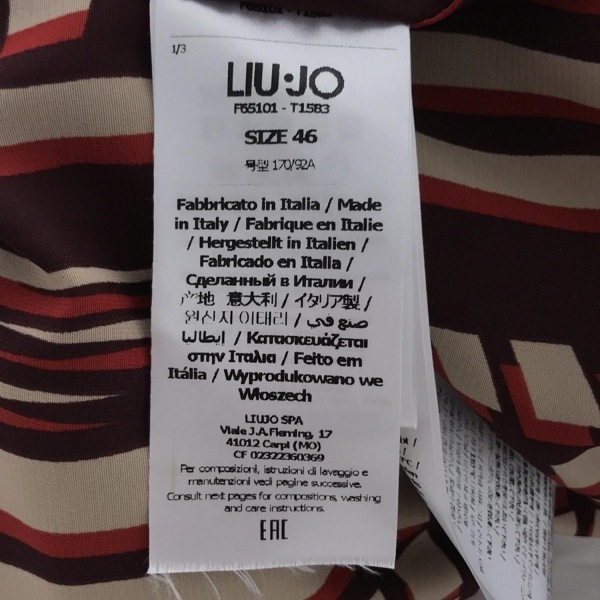 1/3
LIU·JO
F65101 - T1583
SIZE 46
号型 170/92A
Fabbricato in Italia / Made
in Italy / Fabrique en Italie
/ Hergestellt in Italien /
Fabricado en Italia /
Сделанный в Италии /
产地 意大利 / イタリア製 /
원산지 이태리 / صنع في
إيطاليا / Κατασκευάζεται
στην Ιταλια / Feito em
Itália / Wyprodukowano we
Włoszech
LIUJO SPA
Viale J.A.Fleming, 17
41012 Carpi (MO)
CF 02322360369
Per composizioni, istruzioni di lavaggio e
manutenzioni vedi pagine successive.
Consult next pages for compositions, washing
and care instructions.
EAC